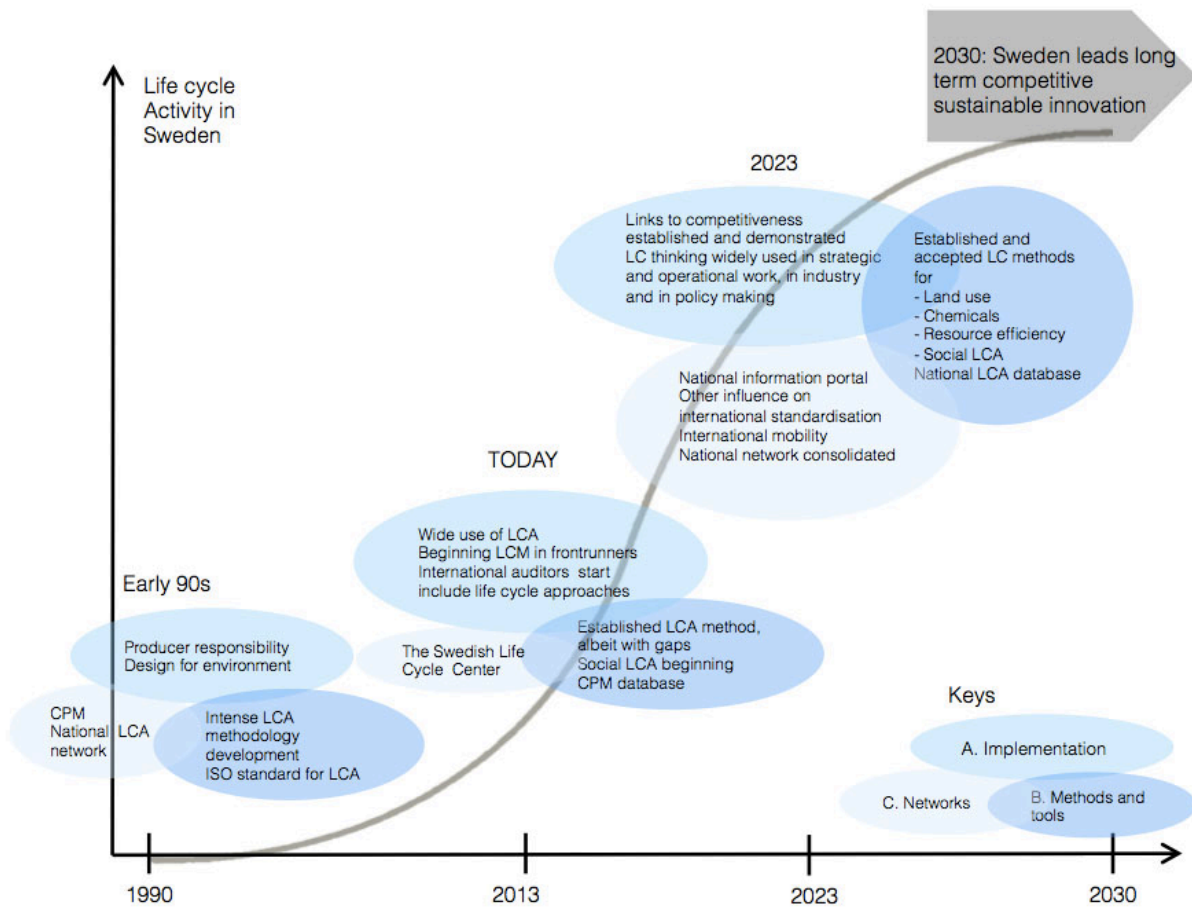 2030: Sweden leads long
term competitive
sustainable innovation
Life cycle
Activity in
Sweden
2023
Links to competitiveness
established and demonstrated
LC thinking widely used in strategic
and operational work, in industry
and in policy making
Established and
accepted LC methods
for
- Land use
- Chemicals
- Resource efficiency
- Social LCA
National LCA database
National information portal
Other influence on
international standardisation
International mobility
National network consolidated
TODAY
Wide use of LCA
Beginning LCM in frontrunners
International auditors start
include life cycle approaches
The Swedish Life
Cycle Center
Established LCA method,
albeit with gaps
Social LCA beginning
CPM database
Early 90s
Producer responsibility
Design for environment
CPM
National LCA
network
Intense LCA
methodology
development
ISO standard for LCA
Keys
A. Implementation
C. Networks
B. Methods and
tools
1990
2013
2023
2030